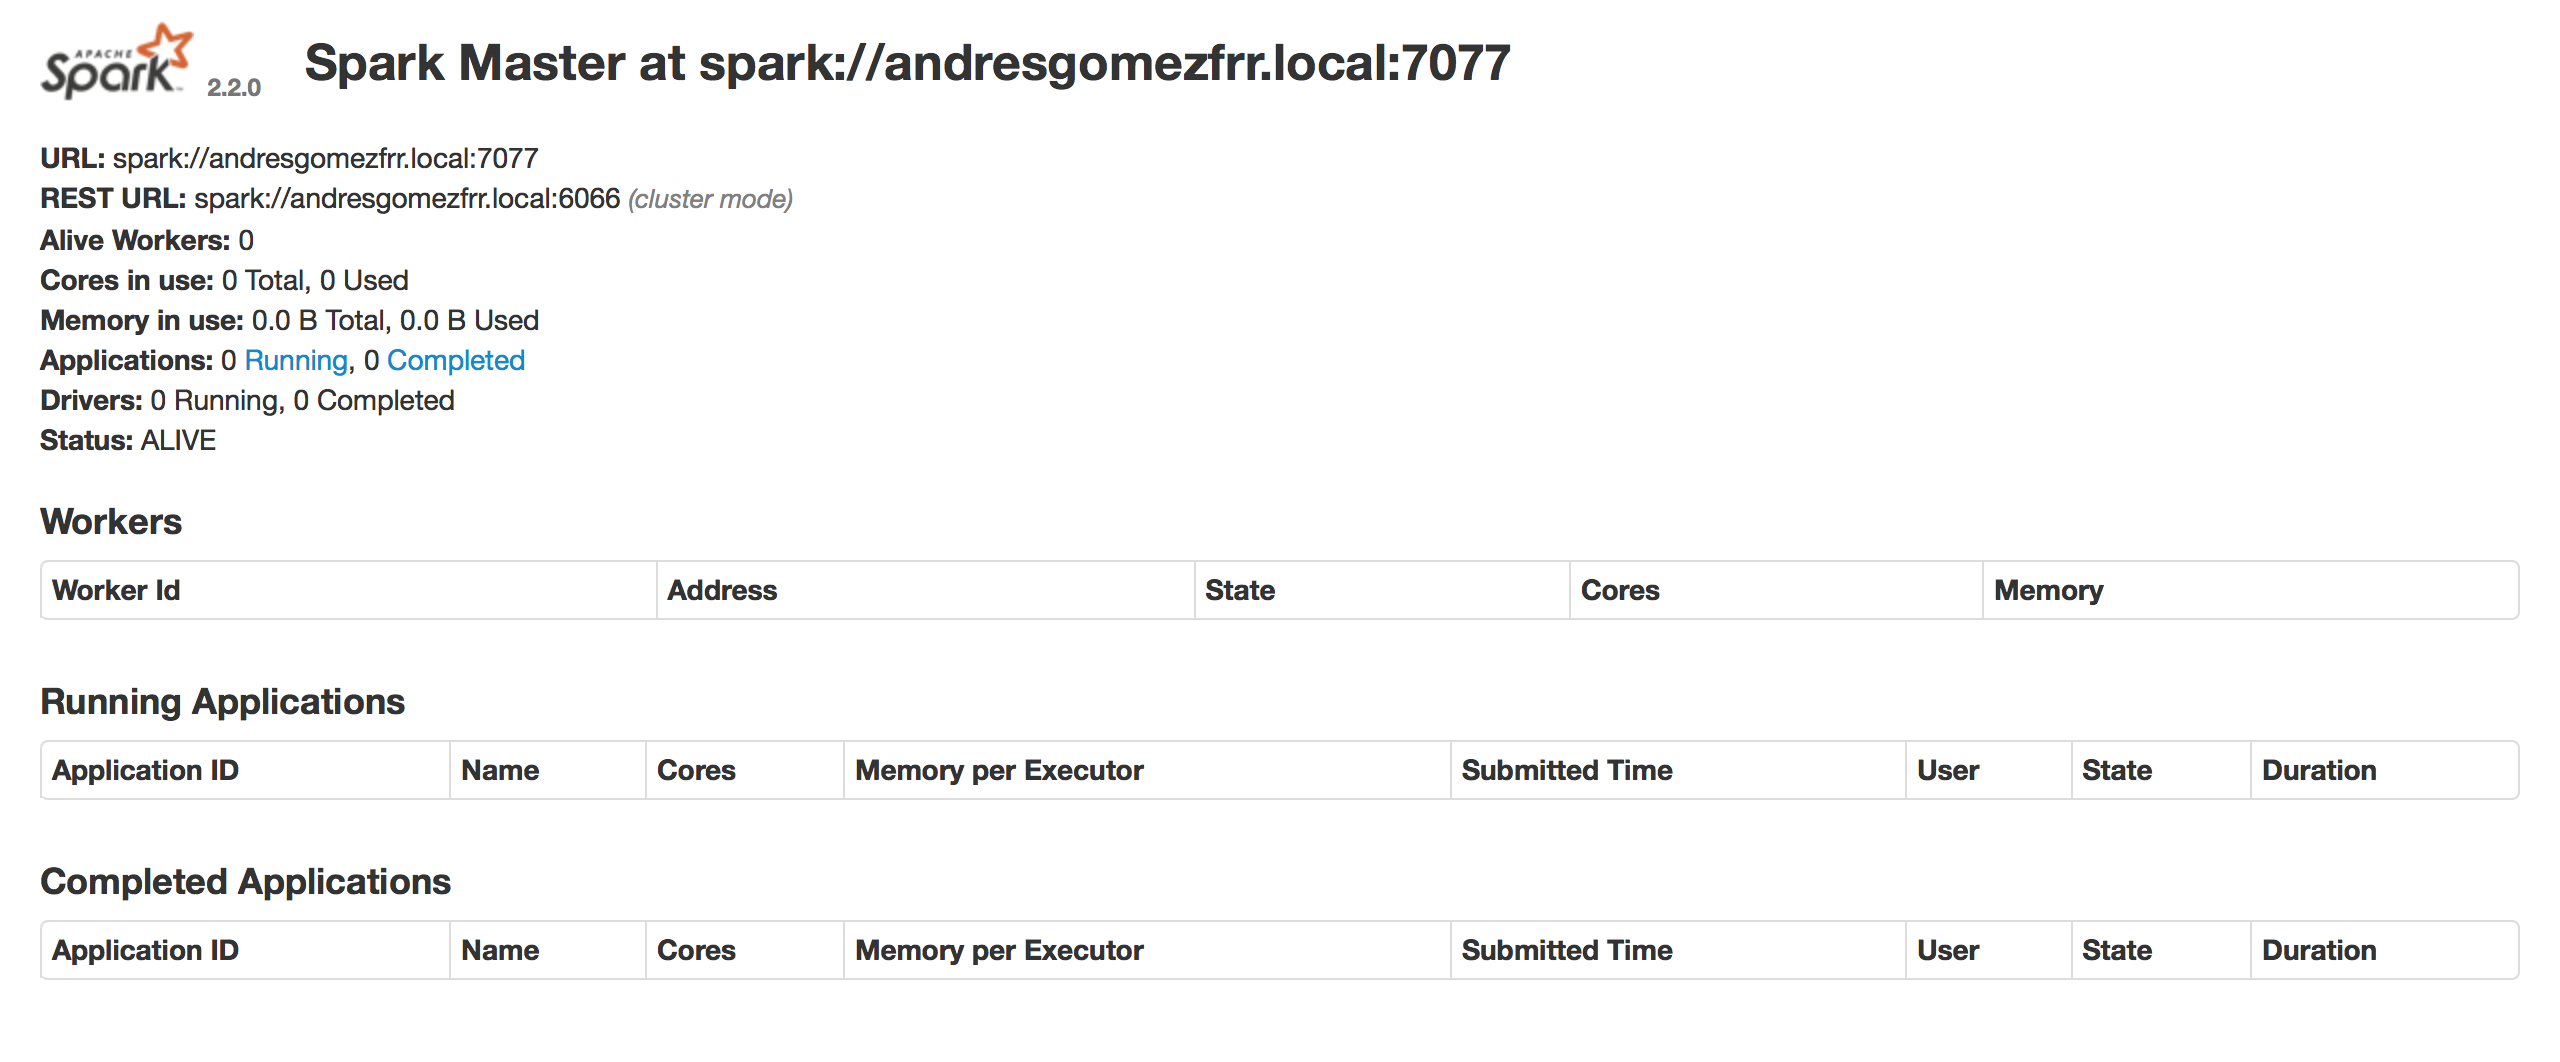 APACHE
Spark™ 2.2.0 Spark Master at spark://andresgomezfrr.local:7077
URL: spark://andresgomezfrr.local:7077
REST URL: spark://andresgomezfrr.local:6066 (cluster mode)
Alive Workers: 0
Cores in use: 0 Total, 0 Used
Memory in use: 0.0 B Total, 0.0 B Used
Applications: 0 Running, 0 Completed
Drivers: 0 Running, 0 Completed
Status: ALIVE
Workers
Worker Id Address State Cores Memory
Running Applications
Application ID Name Cores Memory per Executor Submitted Time User State Duration
Completed Applications
Application ID Name Cores Memory per Executor Submitted Time User State Duration